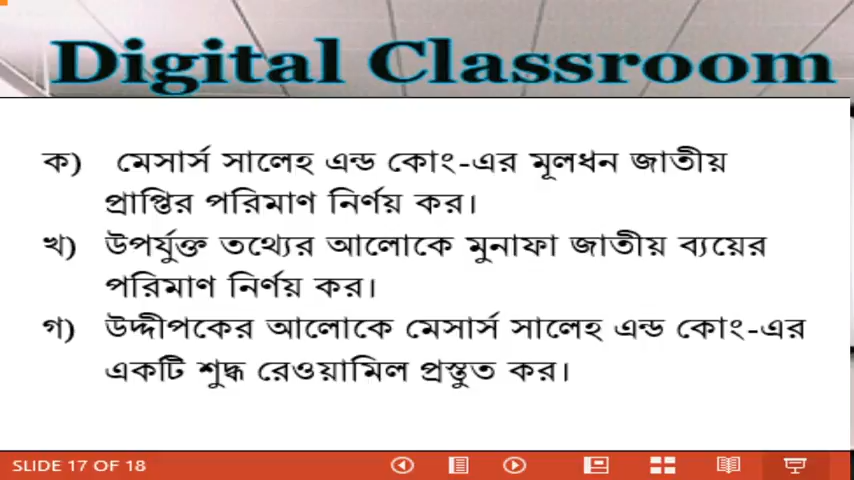 Digital Classroom
ক) মেসার্স সালেহ এন্ড কোং-এর মূলধন জাতীয়
প্রাপ্তির পরিমাণ নির্ণয় কর।
খ) উপর্যুক্ত তথ্যের আলোকে মুনাফা জাতীয় ব্যয়ের
পরিমাণ নির্ণয় কর।
গ) উদ্দীপকের আলোকে মেসার্স সালেহ এন্ড কোং-এর
একটি শুদ্ধ রেওয়ামিল প্রস্তুত কর।
SLIDE 17 OF 18